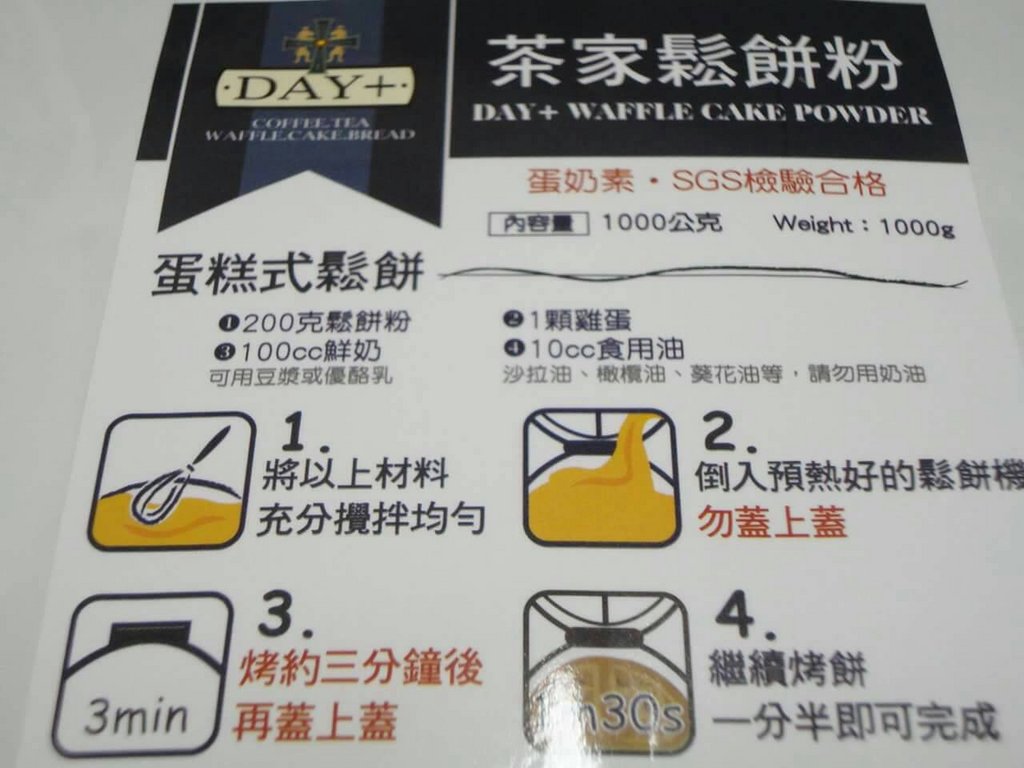 DAY+
COFFEE.TEA
WAFFLE.CAKE.BREAD
茶家鬆餅粉
DAY+ WAFFLE CAKE POWDER
蛋奶素・SGS檢驗合格
內容量 1000公克 Weight：1000g
蛋糕式鬆餅
❶200克鬆餅粉
❷1顆雞蛋
❸100cc鮮奶
可用豆漿或優酪乳
❹10cc食用油
沙拉油、橄欖油、葵花油等，請勿用奶油
1.
將以上材料
充分攪拌均勻
2.
倒入預熱好的鬆餅機
勿蓋上蓋
3.
烤約三分鐘後
再蓋上蓋
3min
4.
繼續烤餅
一分半即可完成
30s